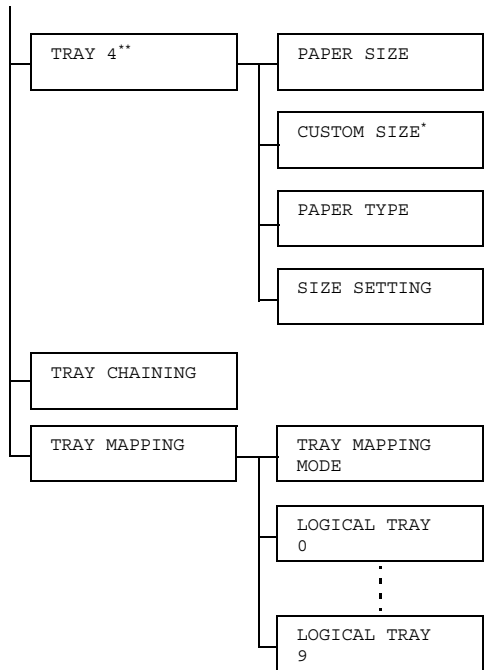 TRAY 4**
PAPER SIZE
CUSTOM SIZE*
PAPER TYPE
SIZE SETTING
TRAY CHAINING
TRAY MAPPING
TRAY MAPPING
MODE
LOGICAL TRAY
0
LOGICAL TRAY
9